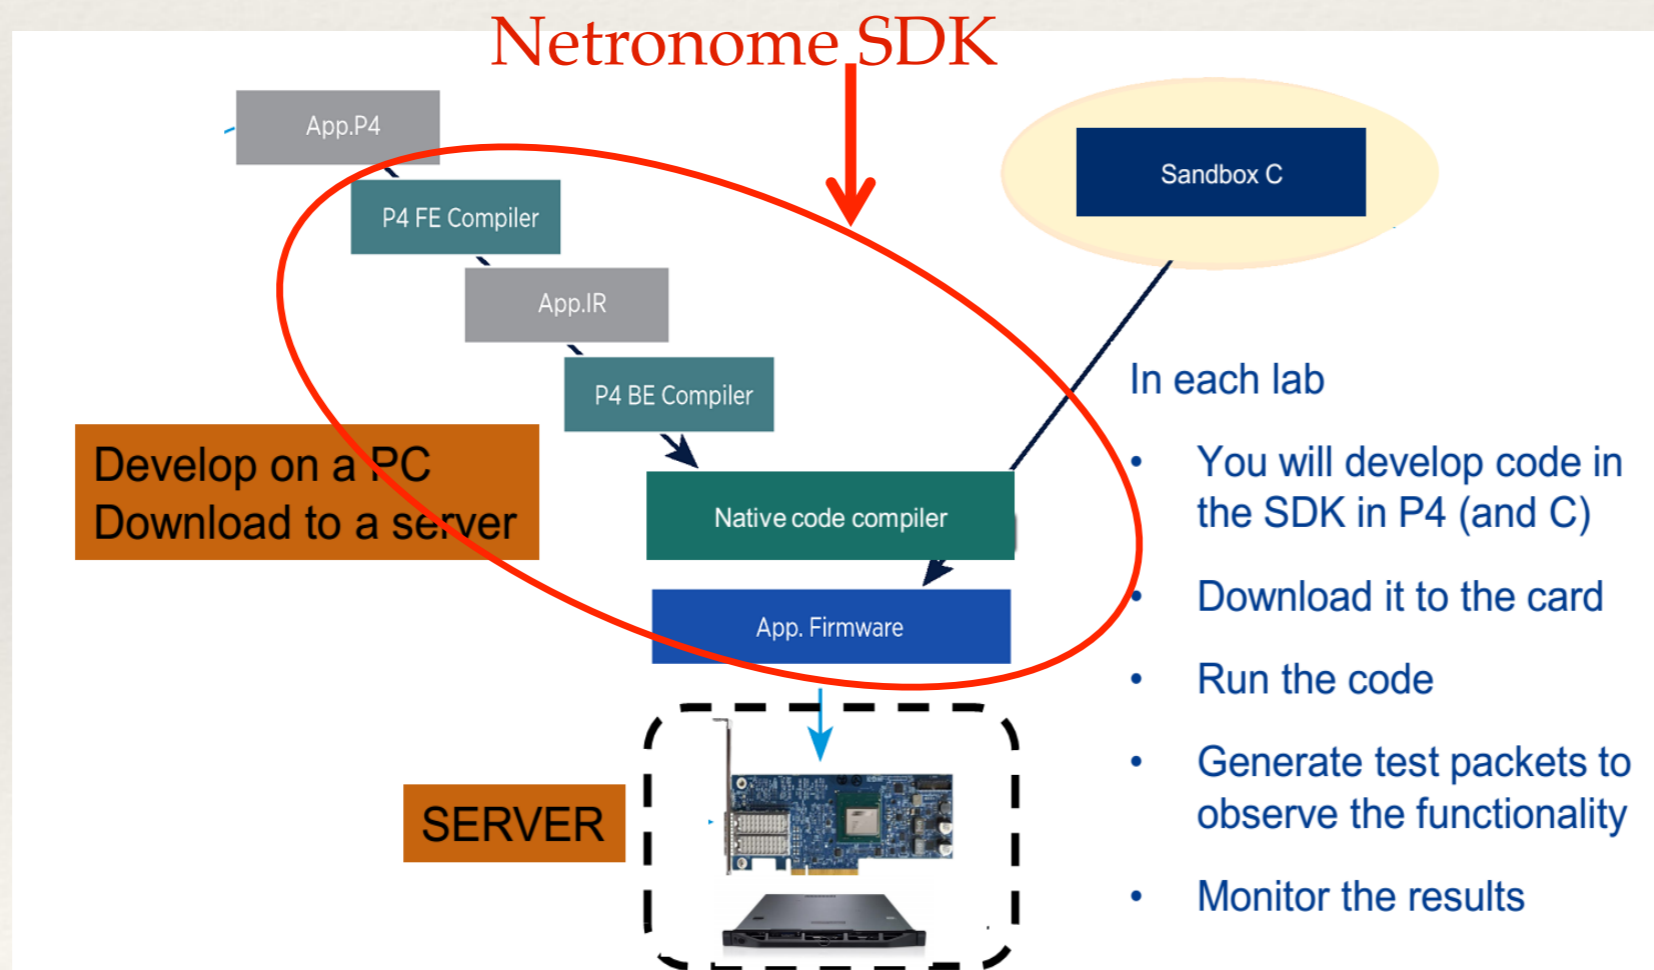 Netronome SDK
App.P4
P4 FE Compiler
App.IR
P4 BE Compiler
Sandbox C
Develop on a PC
Download to a server
Native code compiler
App. Firmware
SERVER
In each lab
• You will develop code in
the SDK in P4 (and C)
• Download it to the card
• Run the code
• Generate test packets to
observe the functionality
• Monitor the results